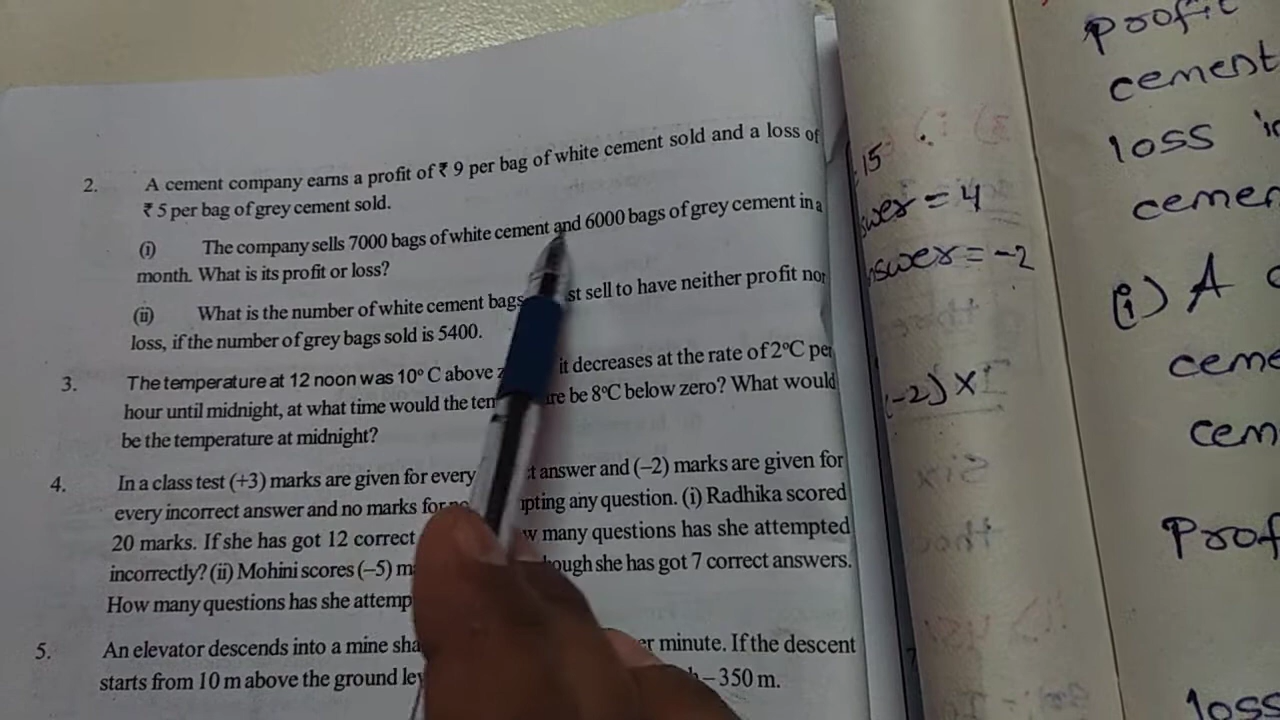 2. A cement company earns a profit of ₹ 9 per bag of white cement sold and a loss of
₹ 5 per bag of grey cement sold.
(i) The company sells 7000 bags of white cement and 6000 bags of grey cement in a
month. What is its profit or loss?
(ii) What is the number of white cement bags st sell to have neither profit nor
loss, if the number of grey bags sold is 5400.
3. The temperature at 12 noon was 10° C above z it decreases at the rate of 2°C per
hour until midnight, at what time would the ten re be 8°C below zero? What would
be the temperature at midnight?
4. In a class test (+3) marks are given for every t answer and (–2) marks are given for
every incorrect answer and no marks for pting any question. (i) Radhika scored
20 marks. If she has got 12 correct w many questions has she attempted
incorrectly? (ii) Mohini scores (–5) m ough she has got 7 correct answers.
How many questions has she attemp
5. An elevator descends into a mine sha er minute. If the descent
starts from 10 m above the ground le – 350 m.
15
swer = 4
nswer = -2
(-2) ×
profit
cement
loss in
cemen
(i) A
ceme
cem
Prof
loss